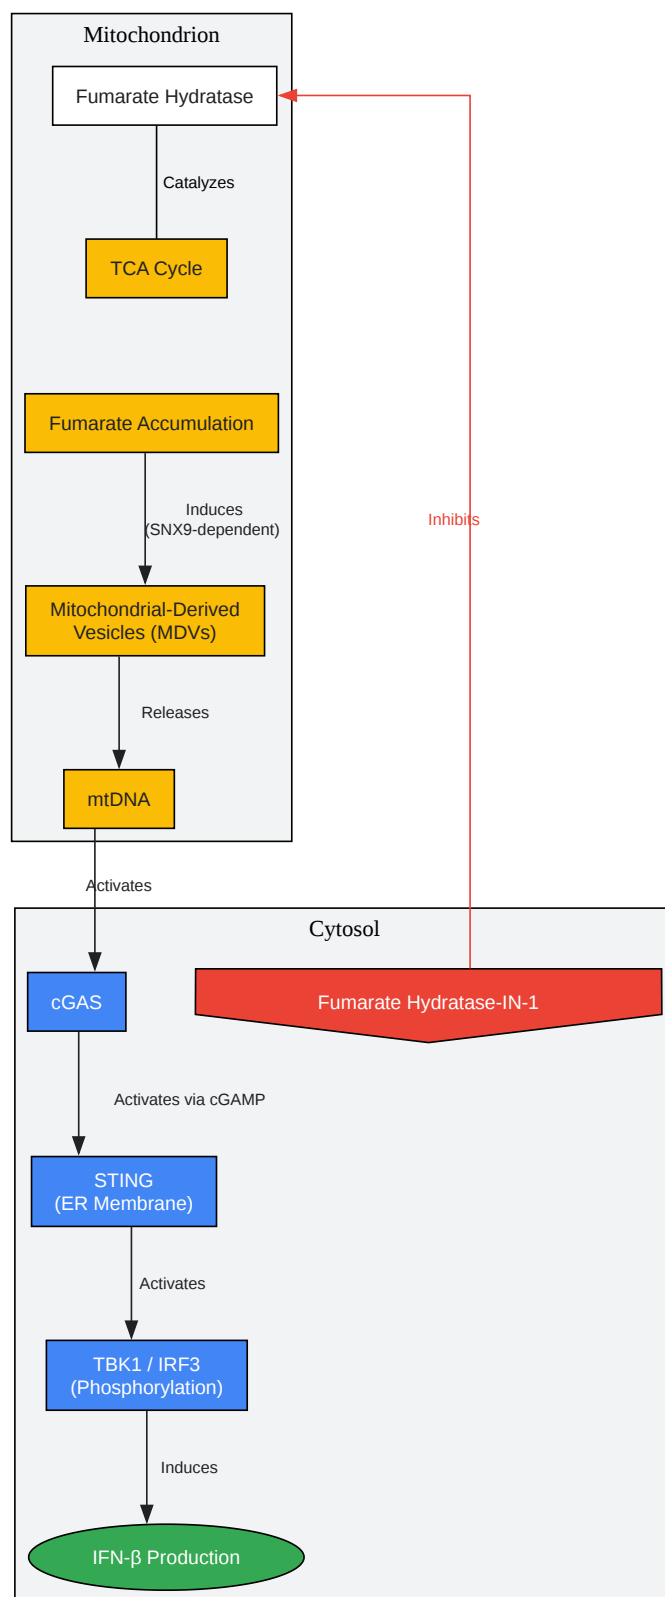 Mitochondrion
Fumarate Hydratase
Catalyzes
TCA Cycle
Fumarate Accumulation
Induces
(SNX9-dependent)
Inhibits
Mitochondrial-Derived
Vesicles (MDVs)
Releases
mtDNA
Activates
Cytosol
cGAS
Fumarate Hydratase-IN-1
Activates via cGAMP
STING
(ER Membrane)
Activates
TBK1 / IRF3
(Phosphorylation)
Induces
IFN-β Production